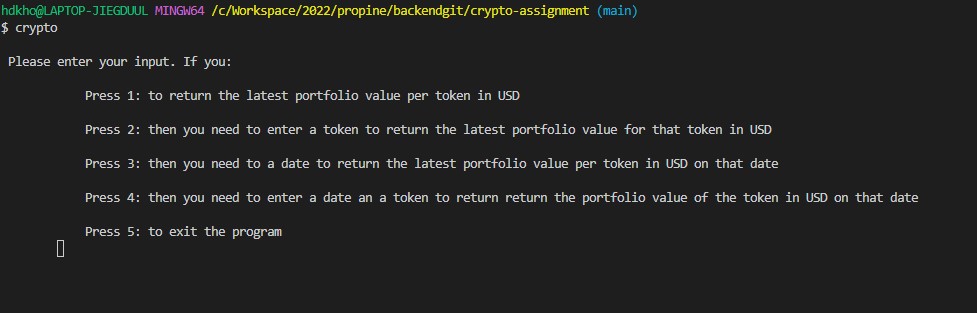 hdkho@LAPTOP-JIEGDUUL MINGW64 /c/Workspace/2022/propine/backendgit/crypto-assignment (main)
$ crypto
Please enter your input. If you:
Press 1: to return the latest portfolio value per token in USD
Press 2: then you need to enter a token to return the latest portfolio value for that token in USD
Press 3: then you need to a date to return the latest portfolio value per token in USD on that date
Press 4: then you need to enter a date an a token to return return the portfolio value of the token in USD on that date
Press 5: to exit the program